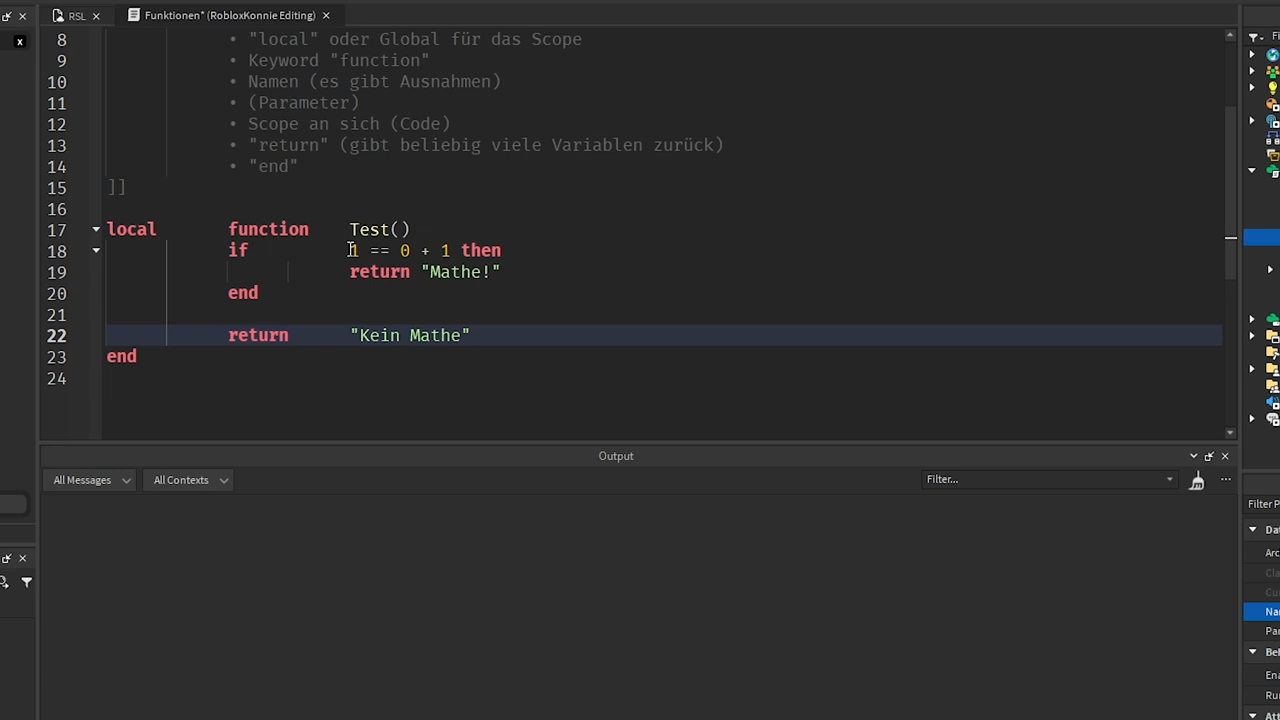 RSL
Funktionen* (RobloxKonnie Editing)
8 • "local" oder Global für das Scope
9 • Keyword "function"
10 • Namen (es gibt Ausnahmen)
11 • (Parameter)
12 • Scope an sich (Code)
13 • "return" (gibt beliebig viele Variablen zurück)
14 • "end"
15 ]]
16
17 local function Test()
18 if 1 == 0 + 1 then
19 return "Mathe!"
20 end
21
22 return "Kein Mathe"
23 end
24
Output
All Messages
All Contexts
Filter...
Filter P